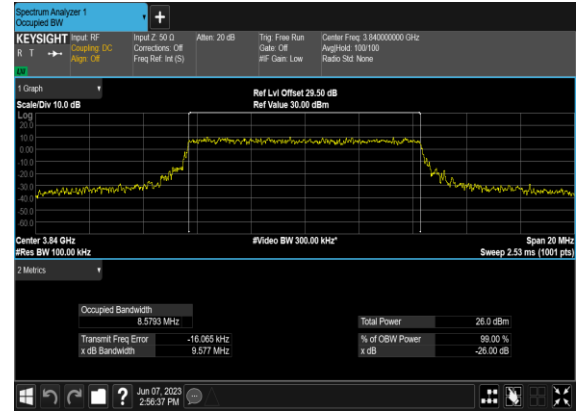 Spectrum Analyzer 1
Occupied BW
+
KEYSIGHT Input: RF Input Z: 50 Ω Atten: 20 dB Trig: Free Run Center Freq: 3.840000000 GHz
R T Coupling: DC Corrections: Off Gate: Off Avg|Hold: 100/100
Align: Off Freq Ref: Int (S) #IF Gain: Low Radio Std: None
1 Graph
Ref Lvl Offset 29.50 dB
Scale/Div 10.0 dB Ref Value 30.00 dBm
Log
20.0
10.0
0.00
-10.0
-20.0
-30.0
-40.0
-50.0
-60.0
Center 3.84 GHz #Video BW 300.00 kHz* Span 20 MHz
#Res BW 100.00 kHz Sweep 2.53 ms (1001 pts)
2 Metrics
Occupied Bandwidth
8.5793 MHz Total Power 26.0 dBm
Transmit Freq Error -16.065 kHz % of OBW Power 99.00 %
x dB Bandwidth 9.577 MHz x dB -26.00 dB
? Jun 07, 2023
2:56:37 PM